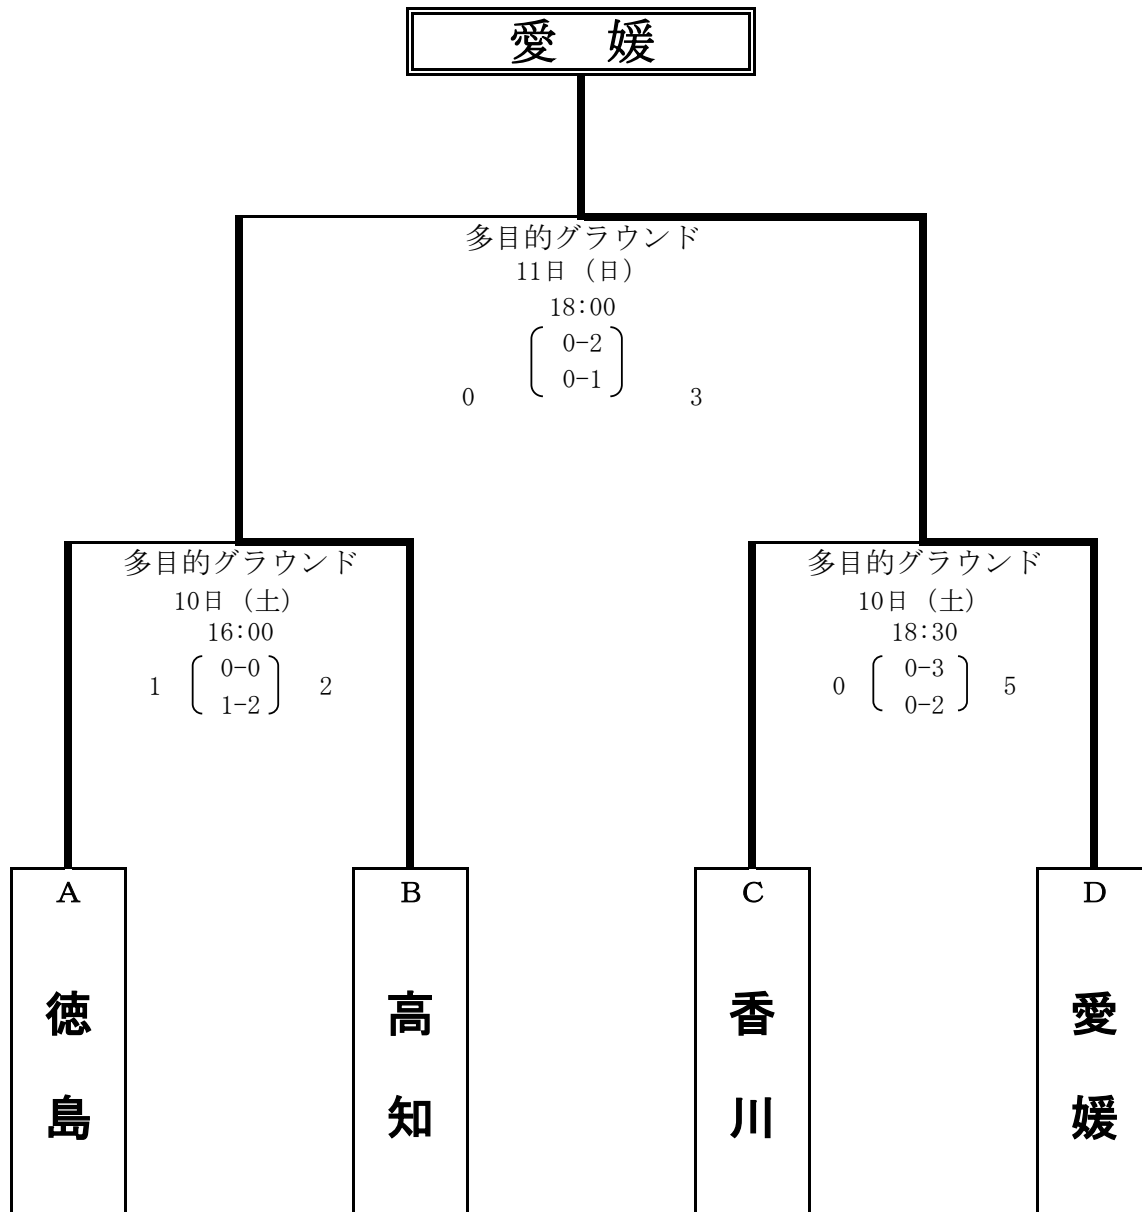 愛　媛
多目的グラウンド
11日（日）
18:00
0-2
0-1
0
3
多目的グラウンド
10日（土）
16:00
1
0-0
1-2
2
多目的グラウンド
10日（土）
18:30
0
0-3
0-2
5
A
徳島
B
高知
C
香川
D
愛媛